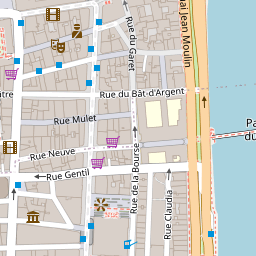 Quai Jean Moulin
Rue du Garet
Rue du Bât-d'Argent
Rue Mulet
Rue Neuve
Rue Gentil
Rue de la Bourse
Rue Claudia
du